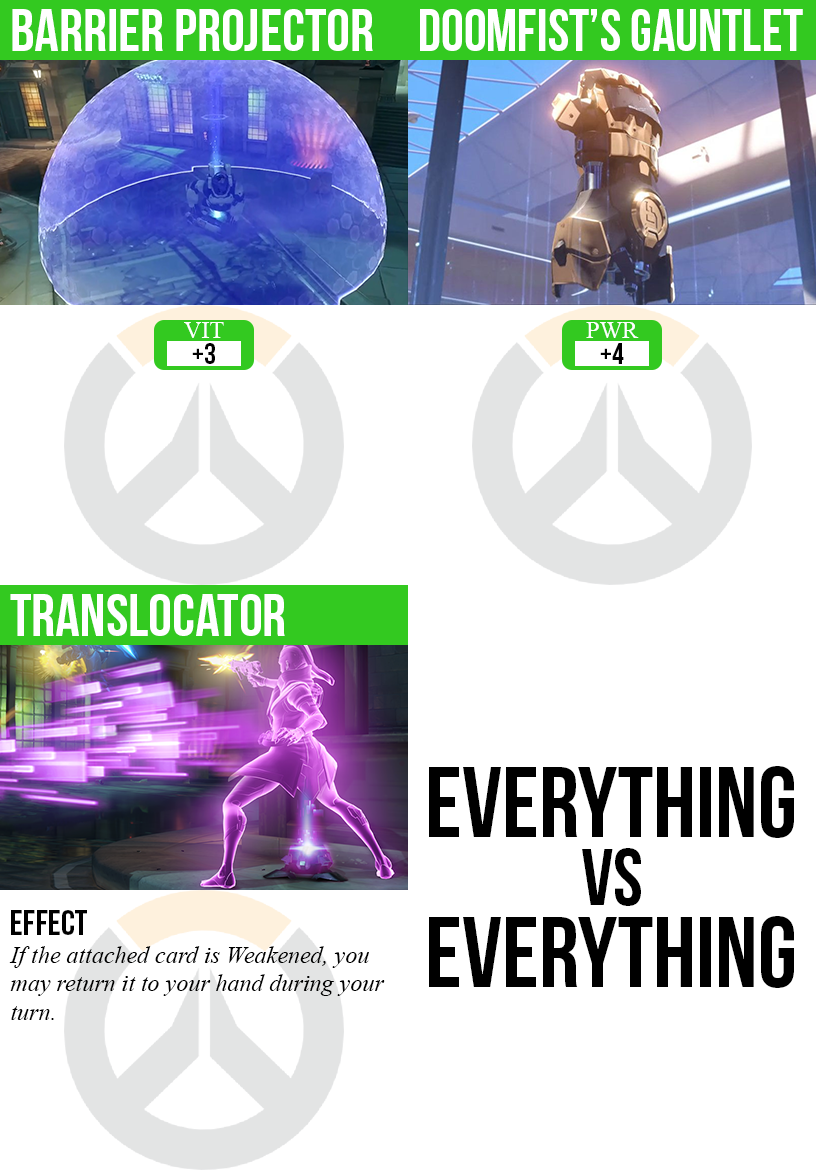 BARRIER PROJECTOR
DOOMFIST'S GAUNTLET
VIT
+3
PWR
+4
TRANSLOCATOR
EFFECT
If the attached card is Weakened, you
may return it to your hand during your
turn.
EVERYTHING
VS
EVERYTHING